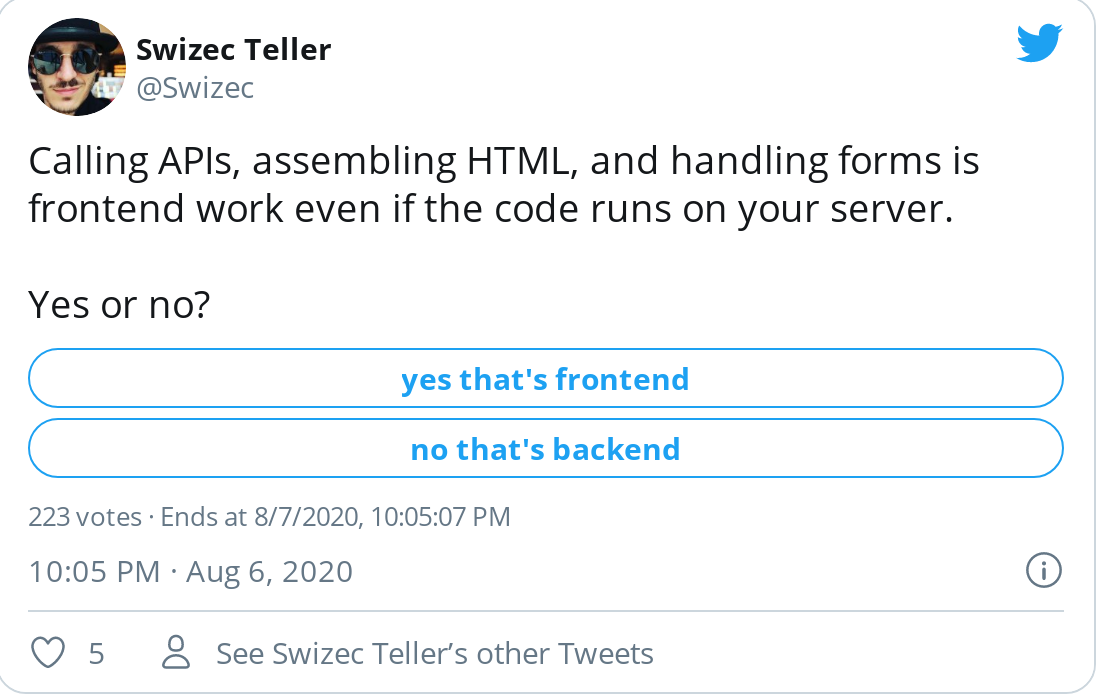 Swizec Teller
@Swizec
Calling APIs, assembling HTML, and handling forms is
frontend work even if the code runs on your server.
Yes or no?
yes that's frontend
no that's backend
223 votes · Ends at 8/7/2020, 10:05:07 PM
10:05 PM · Aug 6, 2020
5 See Swizec Teller’s other Tweets